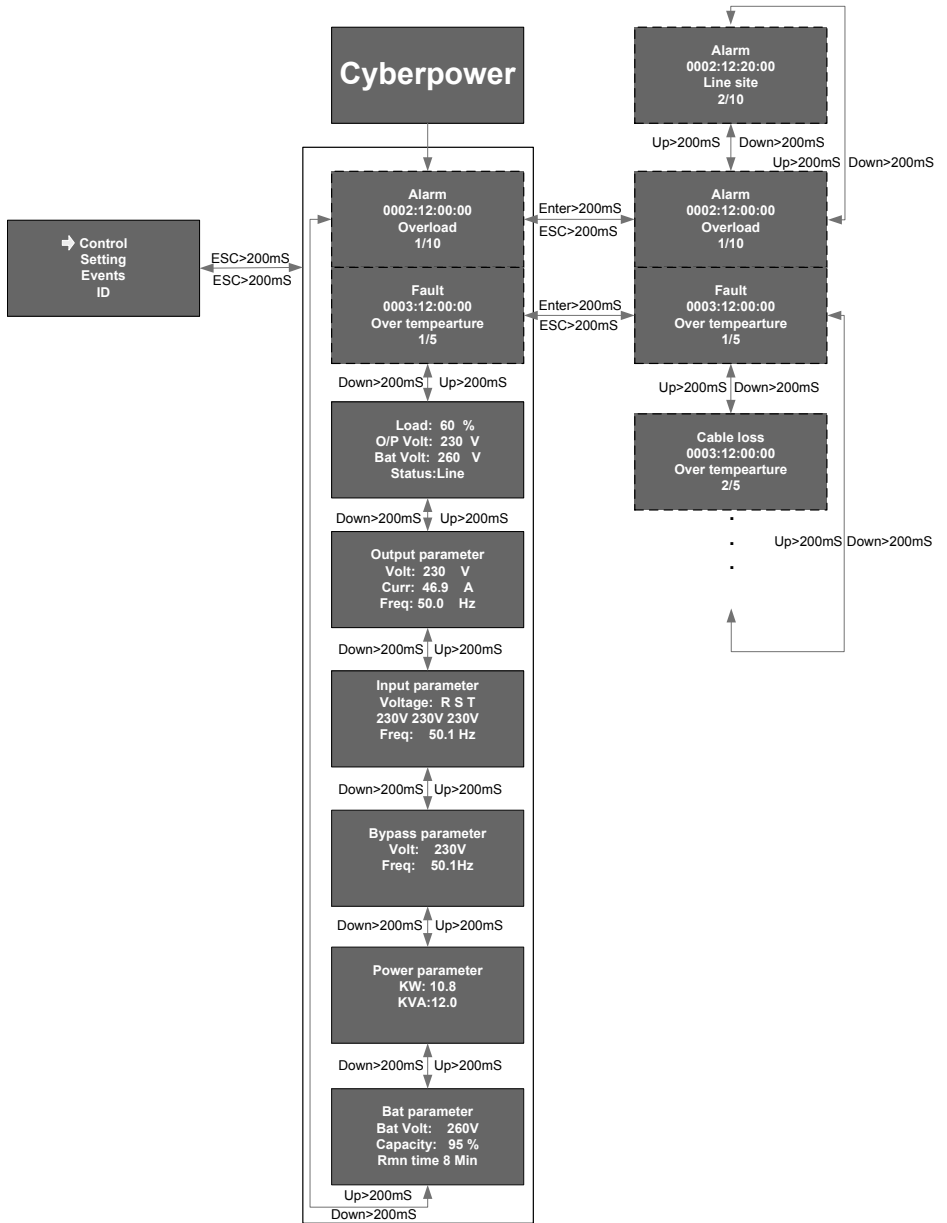 Cyberpower
Alarm
0002:12:20:00
Line site
2/10
Up>200mS Down>200mS
Up>200mS Down>200mS
Alarm
0002:12:00:00
Overload
1/10
Enter>200mS
ESC>200mS
Alarm
0002:12:00:00
Overload
1/10
Control
Setting
Events
ID
ESC>200mS
ESC>200mS
Fault
0003:12:00:00
Over tempearture
1/5
Enter>200mS
ESC>200mS
Fault
0003:12:00:00
Over tempearture
1/5
Down>200mS Up>200mS
Up>200mS Down>200mS
Load: 60 %
O/P Volt: 230 V
Bat Volt: 260 V
Status:Line
Cable loss
0003:12:00:00
Over tempearture
2/5
Down>200mS Up>200mS
Up>200mS Down>200mS
Output parameter
Volt: 230 V
Curr: 46.9 A
Freq: 50.0 Hz
Down>200mS Up>200mS
Input parameter
Voltage: R S T
230V 230V 230V
Freq: 50.1 Hz
Down>200mS Up>200mS
Bypass parameter
Volt: 230V
Freq: 50.1Hz
Down>200mS Up>200mS
Power parameter
KW: 10.8
KVA:12.0
Down>200mS Up>200mS
Bat parameter
Bat Volt: 260V
Capacity: 95 %
Rmn time 8 Min
Up>200mS
Down>200mS